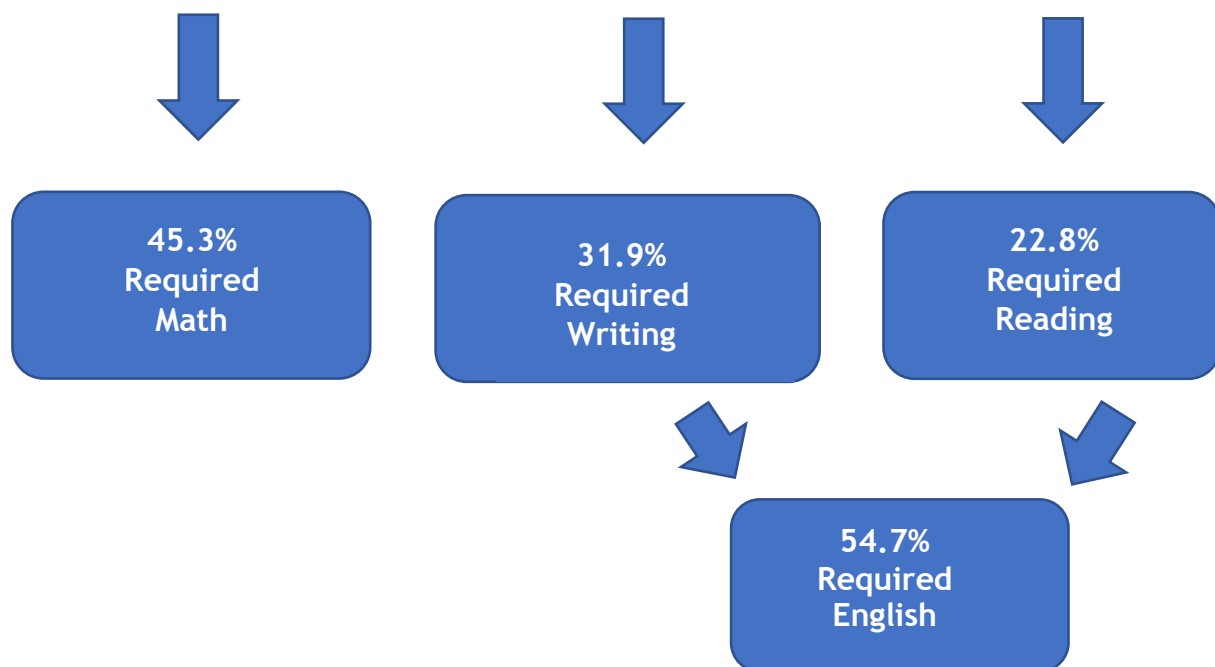 45.3%
Required
Math
31.9%
Required
Writing
22.8%
Required
Reading
54.7%
Required
English